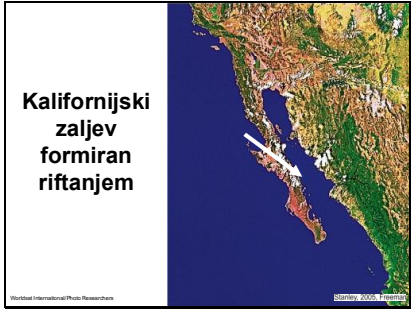 Kalifornijski
zaljev
formiran
riftanjem
Worldsat International/Photo Researchers
Stanley, 2005, Freeman